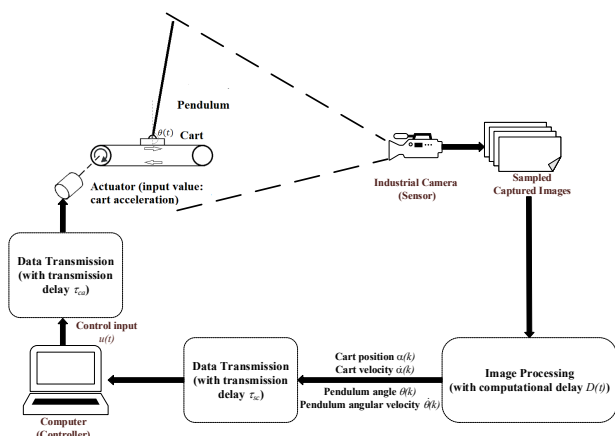 Pendulum
θ(t)
Cart
Actuator (input value:
cart acceleration)
Industrial Camera
(Sensor)
Sampled
Captured Images
Data Transmission
(with transmission
delay τca)
Control input
u(t)
Computer
(Controller)
Data Transmission
(with transmission
delay τsc)
Cart position α(k)
Cart velocity α̇(k)
Pendulum angle θ(k)
Pendulum angular velocity θ̇(k)
Image Processing
(with computational delay D(t))